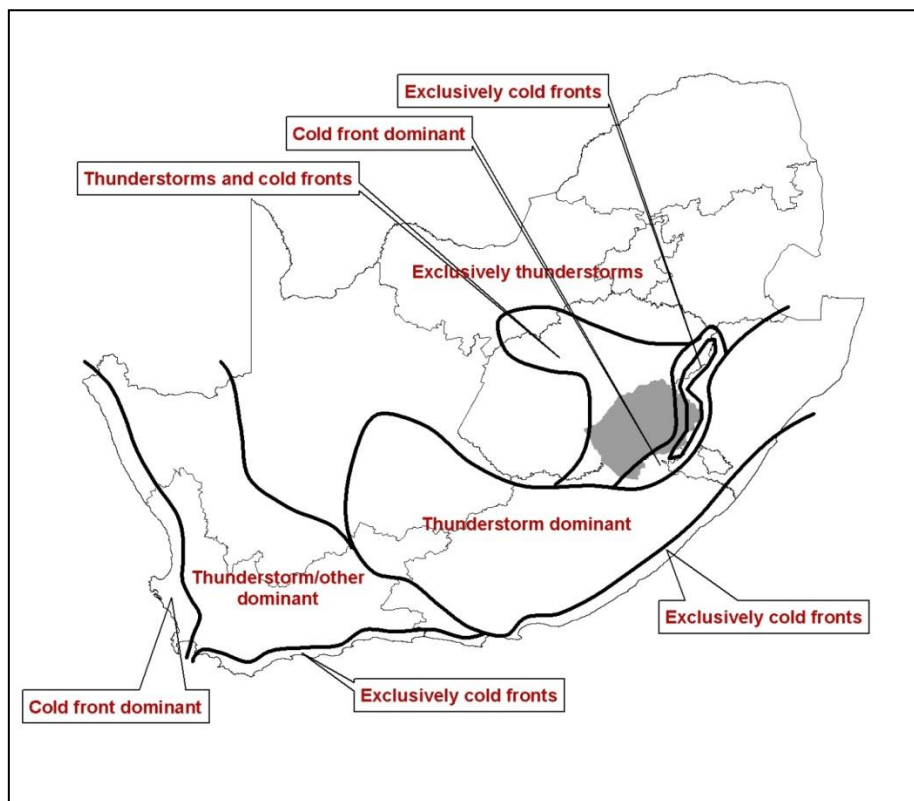 Exclusively cold fronts
Cold front dominant
Thunderstorms and cold fronts
Exclusively thunderstorms
Thunderstorm dominant
Thunderstorm/other
dominant
Exclusively cold fronts
Exclusively cold fronts
Cold front dominant